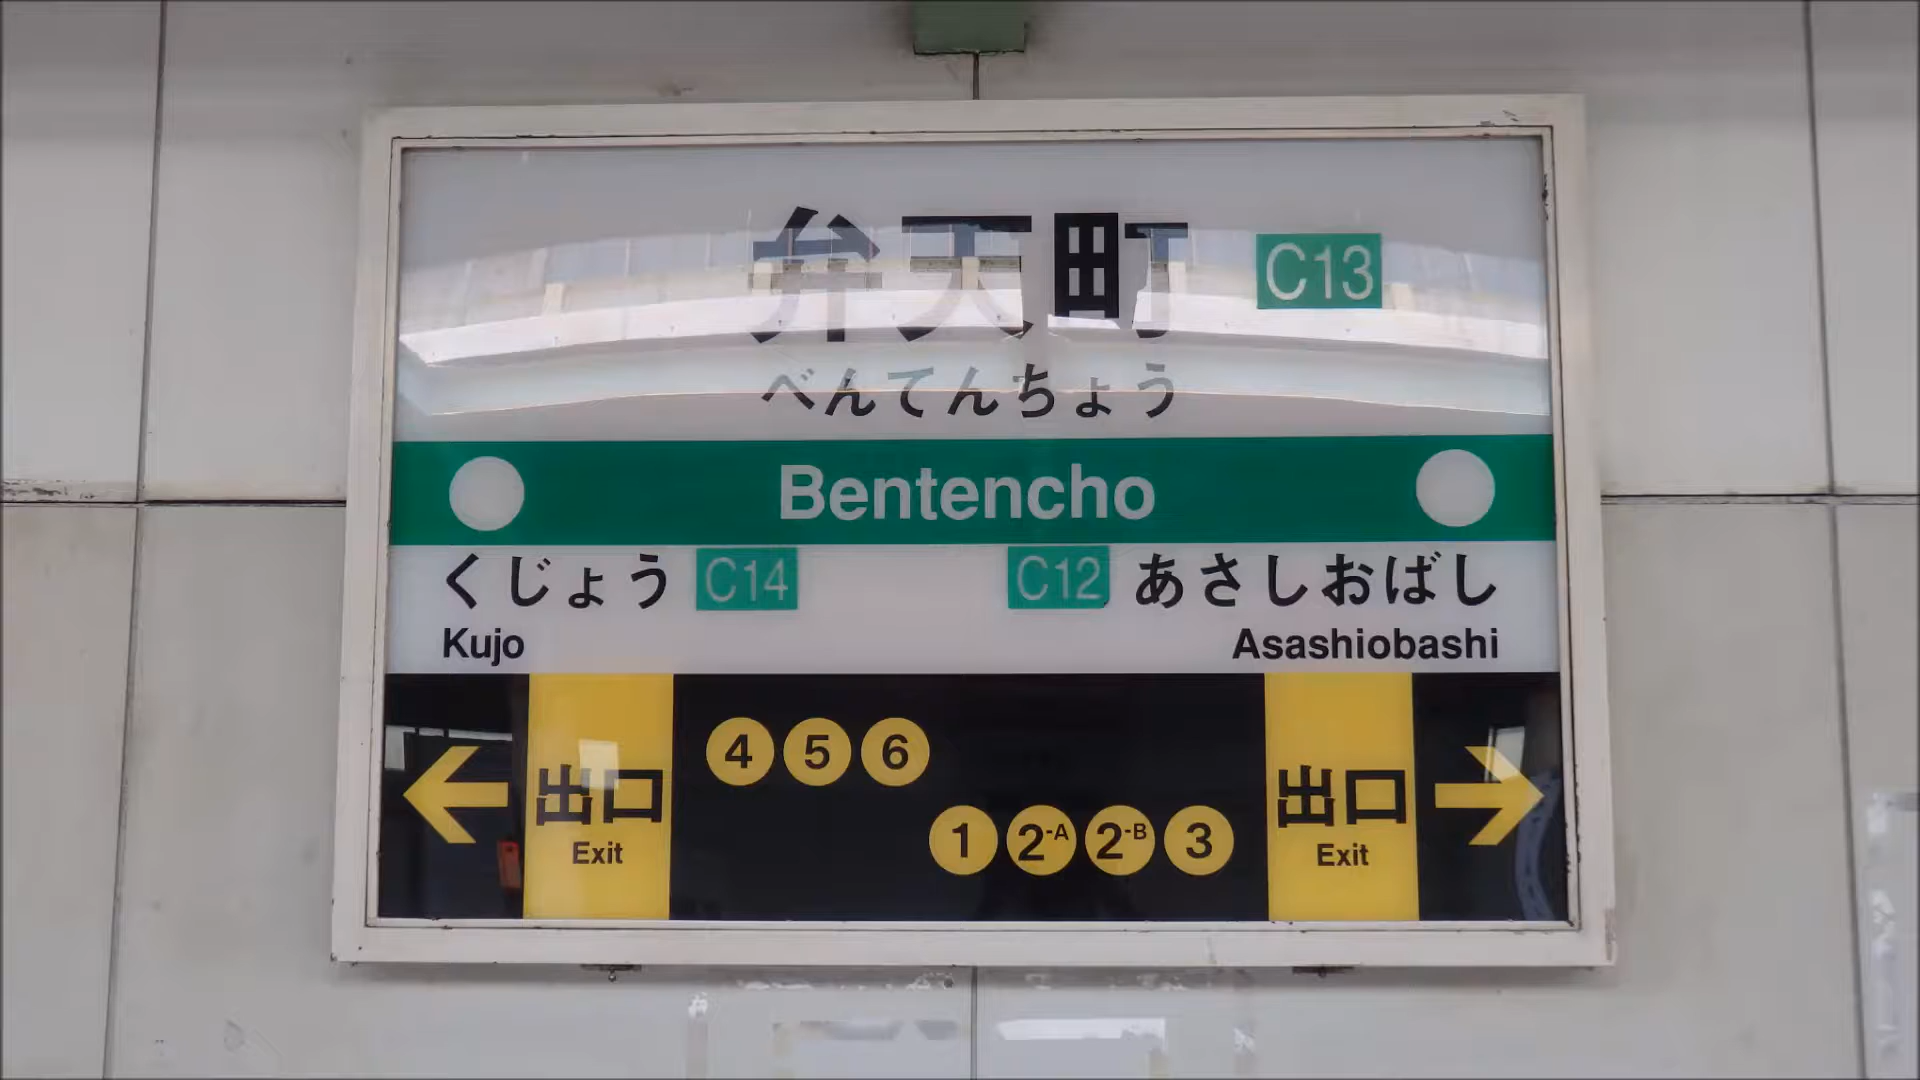 弁天町 C13
べんてんちょう
Bentencho
くじょう C14 C12 あさしおばし
Kujo Asashiobashi
4 5 6
1 2-A 2-B 3
出口 出口
Exit Exit